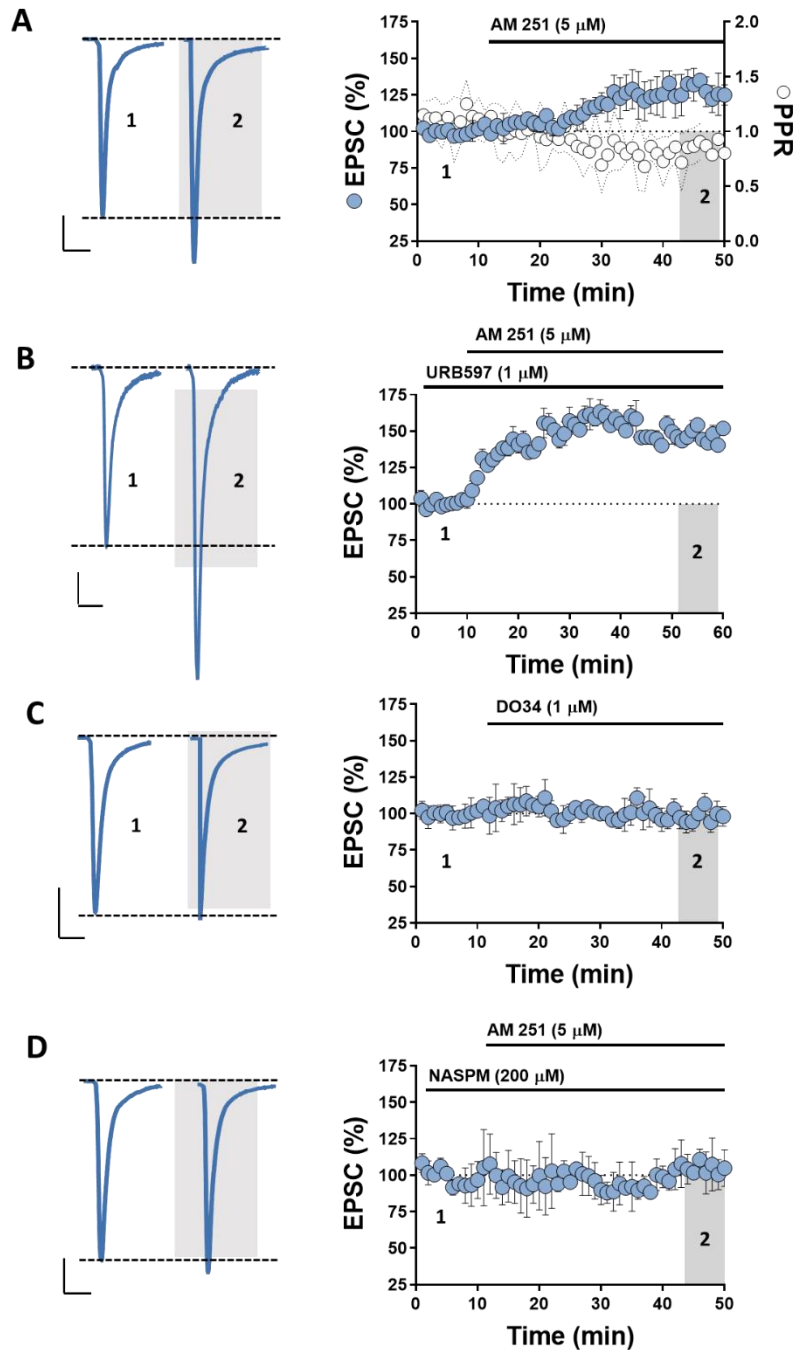 A
1
2
AM 251 (5 μM)
EPSC (%)
175
150
125
100
75
50
25
1
2
2.0
1.5
1.0
0.5
0.0
PPR
0 10 20 30 40 50
Time (min)
B
1
2
AM 251 (5 μM)
URB597 (1 μM)
EPSC (%)
175
150
125
100
75
50
25
1
2
0 10 20 30 40 50 60
Time (min)
C
1
2
DO34 (1 μM)
EPSC (%)
175
150
125
100
75
50
25
1
2
0 10 20 30 40 50
Time (min)
D
1
2
AM 251 (5 μM)
NASPM (200 μM)
EPSC (%)
175
150
125
100
75
50
25
1
2
0 10 20 30 40 50
Time (min)